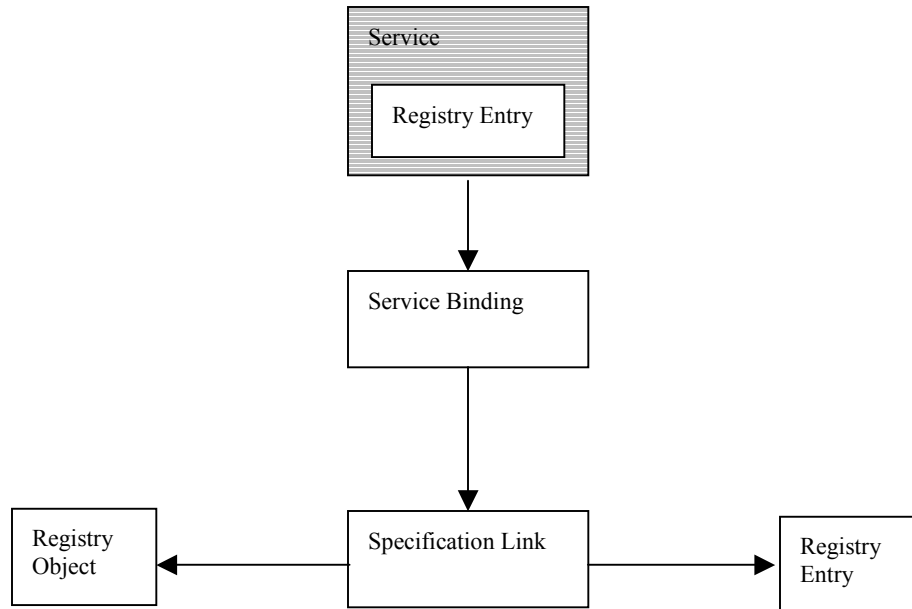 Service
Registry Entry
Service Binding
Registry
Object
Specification Link
Registry
Entry